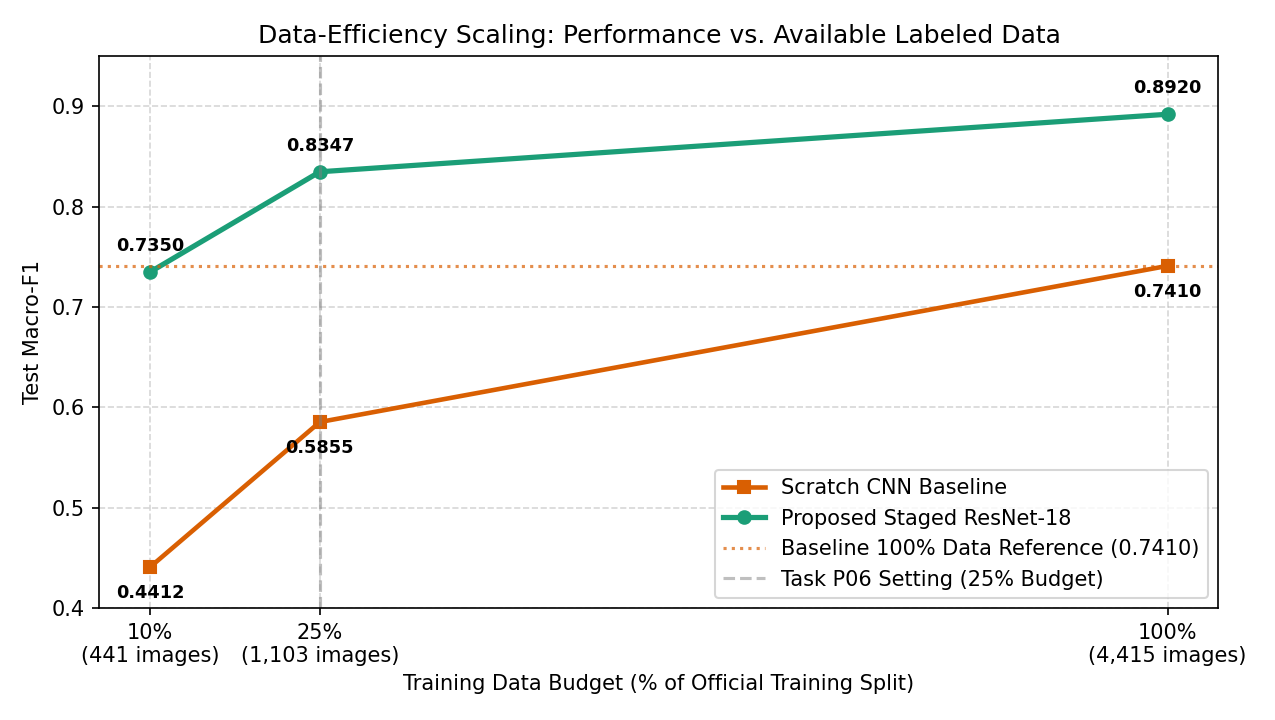 Data-Efficiency Scaling: Performance vs. Available Labeled Data
Test Macro-F1
0.9
0.8
0.7
0.6
0.5
0.4
0.8920
0.8347
0.7350
0.7410
0.5855
0.4412
Scratch CNN Baseline
Proposed Staged ResNet-18
Baseline 100% Data Reference (0.7410)
Task P06 Setting (25% Budget)
10%
(441 images)
25%
(1,103 images)
100%
(4,415 images)
Training Data Budget (% of Official Training Split)